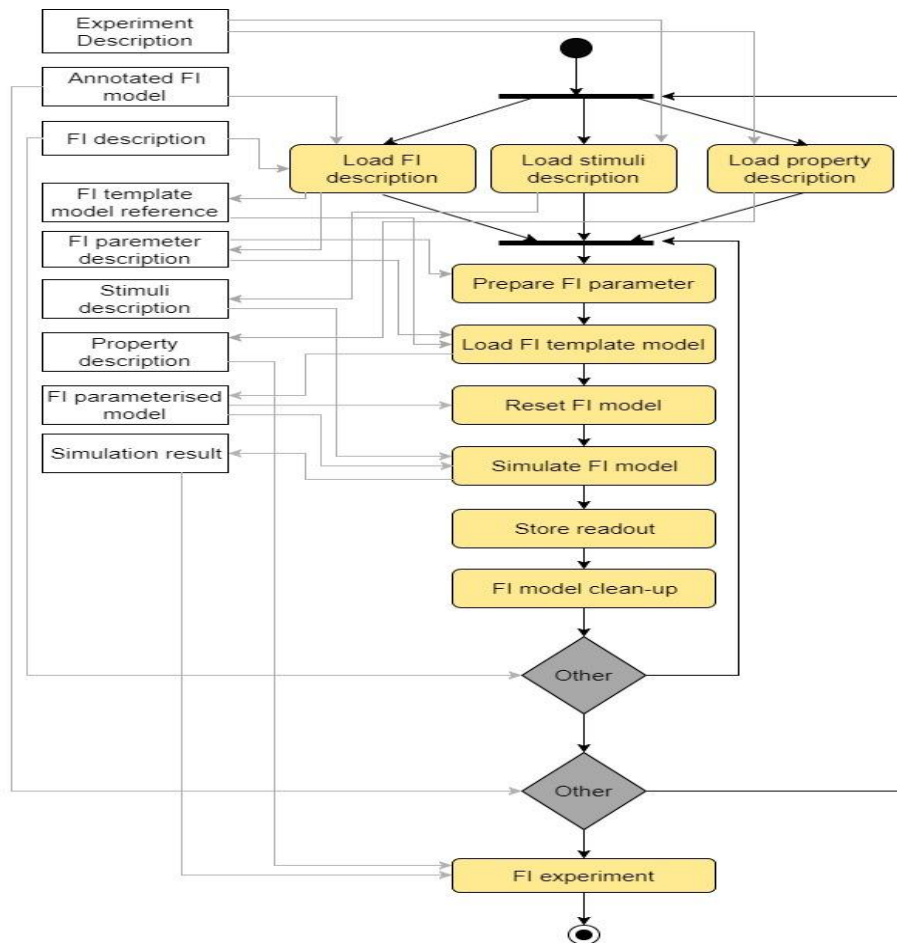 Experiment
Description
Annotated FI
model
FI description
FI template
model reference
FI paremeter
description
Stimuli
description
Property
description
FI parameterised
model
Simulation result
Load FI
description
Load stimuli
description
Load property
description
Prepare FI parameter
Load FI template model
Reset FI model
Simulate FI model
Store readout
FI model clean-up
Other
Other
FI experiment